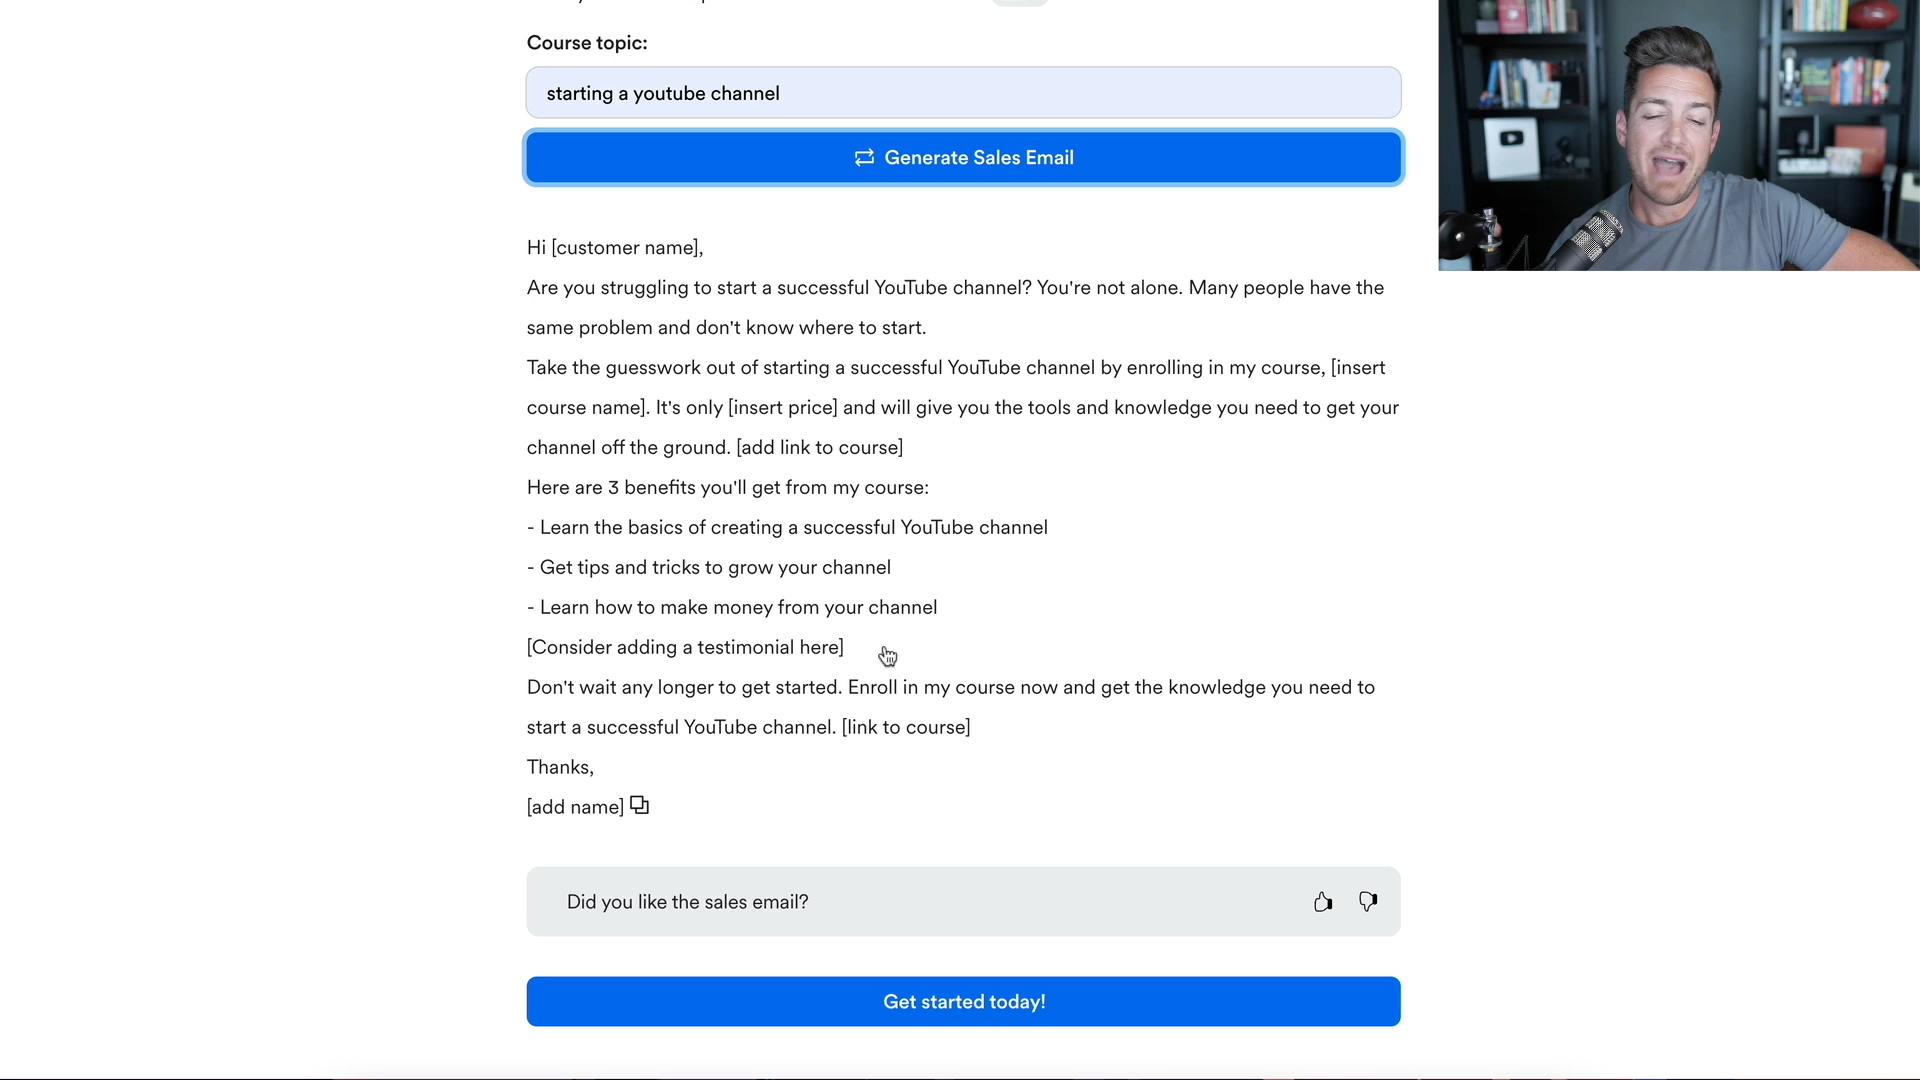 Course topic:
starting a youtube channel
Generate Sales Email
Hi [customer name],
Are you struggling to start a successful YouTube channel? You're not alone. Many people have the
same problem and don't know where to start.
Take the guesswork out of starting a successful YouTube channel by enrolling in my course, [insert
course name]. It's only [insert price] and will give you the tools and knowledge you need to get your
channel off the ground. [add link to course]
Here are 3 benefits you'll get from my course:
- Learn the basics of creating a successful YouTube channel
- Get tips and tricks to grow your channel
- Learn how to make money from your channel
[Consider adding a testimonial here]
Don't wait any longer to get started. Enroll in my course now and get the knowledge you need to
start a successful YouTube channel. [link to course]
Thanks,
[add name]
Did you like the sales email?
Get started today!